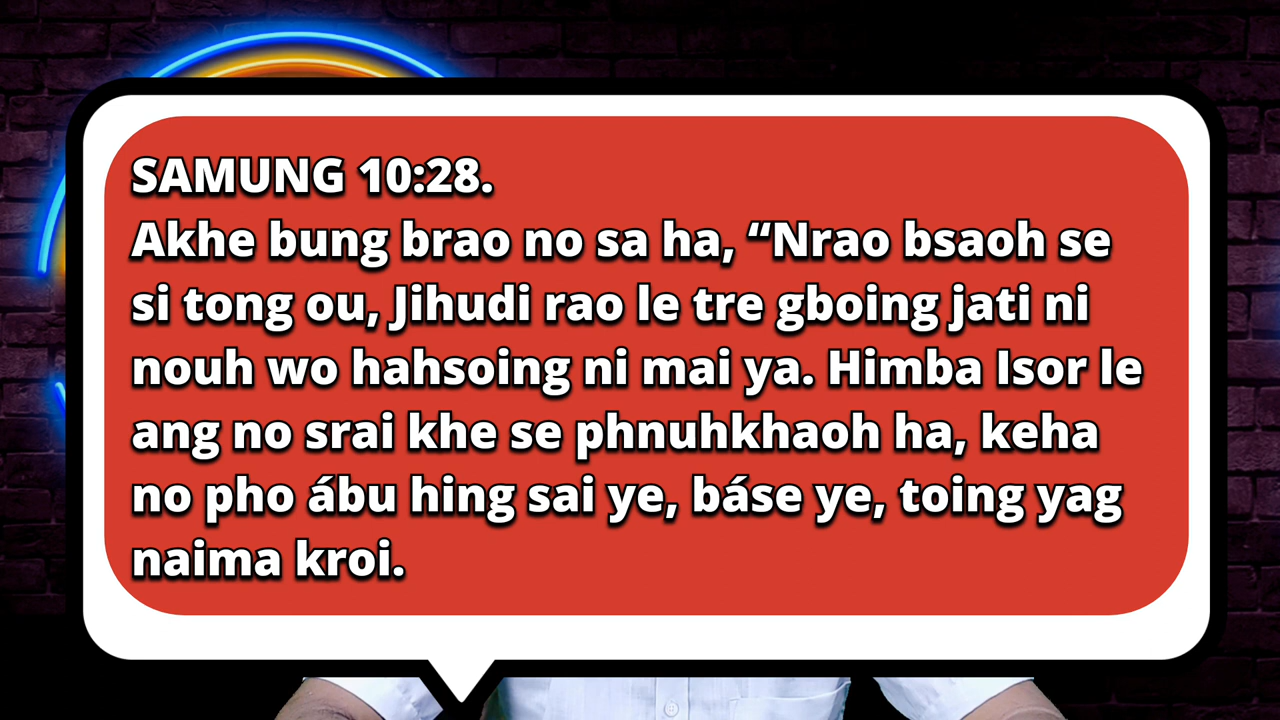 SAMUNG 10:28.
Akhe bung brao no sa ha, “Nrao bsaoh se
si tong ou, Jihudi rao le tre gboing jati ni
nouh wo hahsoing ni mai ya. Himba Isor le
ang no srai khe se phnuhkhaoh ha, keha
no pho ábu hing sai ye, báse ye, toing yag
naima kroi.